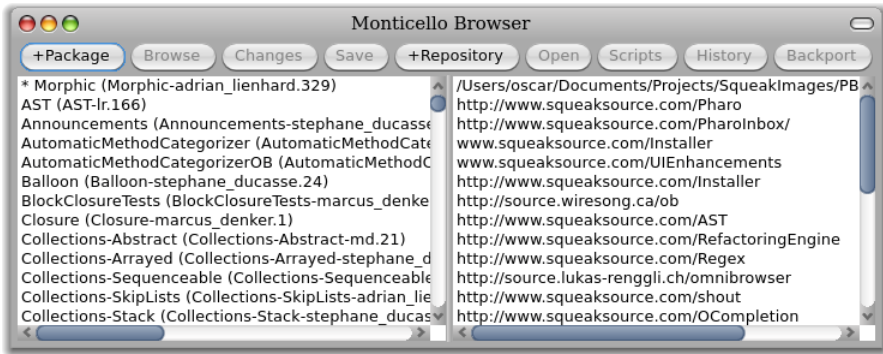 Monticello Browser
+Package Browse Changes Save +Repository Open Scripts History Backport
* Morphic (Morphic-adrian_lienhard.329)
AST (AST-lr.166)
Announcements (Announcements-stephane_ducasse
AutomaticMethodCategorizer (AutomaticMethodCate
AutomaticMethodCategorizerOB (AutomaticMethodC
Balloon (Balloon-stephane_ducasse.24)
BlockClosureTests (BlockClosureTests-marcus_denke
Closure (Closure-marcus_denker.1)
Collections-Abstract (Collections-Abstract-md.21)
Collections-Arrayed (Collections-Arrayed-stephane_d
Collections-Sequenceable (Collections-Sequenceable
Collections-SkipLists (Collections-SkipLists-adrian_lie
Collections-Stack (Collections-Stack-stephane_ducas
/Users/oscar/Documents/Projects/SqueakImages/PB
http://www.squeaksource.com/Pharo
http://www.squeaksource.com/PharoInbox/
www.squeaksource.com/Installer
www.squeaksource.com/UIEnhancements
http://www.squeaksource.com/Installer
http://source.wiresong.ca/ob
http://www.squeaksource.com/AST
http://www.squeaksource.com/RefactoringEngine
http://www.squeaksource.com/Regex
http://source.lukas-renggli.ch/omnibrowser
http://www.squeaksource.com/shout
http://www.squeaksource.com/OCompletion